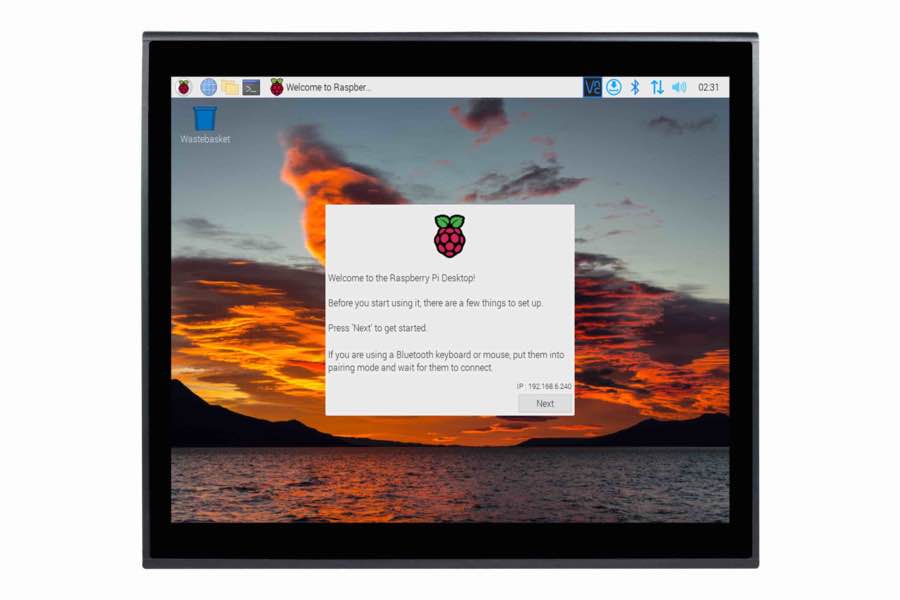 Welcome to Raspber...
V2
02:31
Wastebasket
Welcome to the Raspberry Pi Desktop!
Before you start using it, there are a few things to set up.
Press 'Next' to get started.
If you are using a Bluetooth keyboard or mouse, put them into
pairing mode and wait for them to connect.
IP : 192.168.6.240
Next